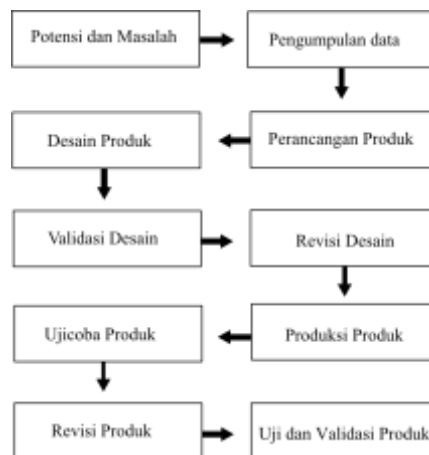 Potensi dan Masalah
Pengumpulan data
Perancangan Produk
Desain Produk
Validasi Desain
Revisi Desain
Produksi Produk
Ujicoba Produk
Revisi Produk
Uji dan Validasi Produk